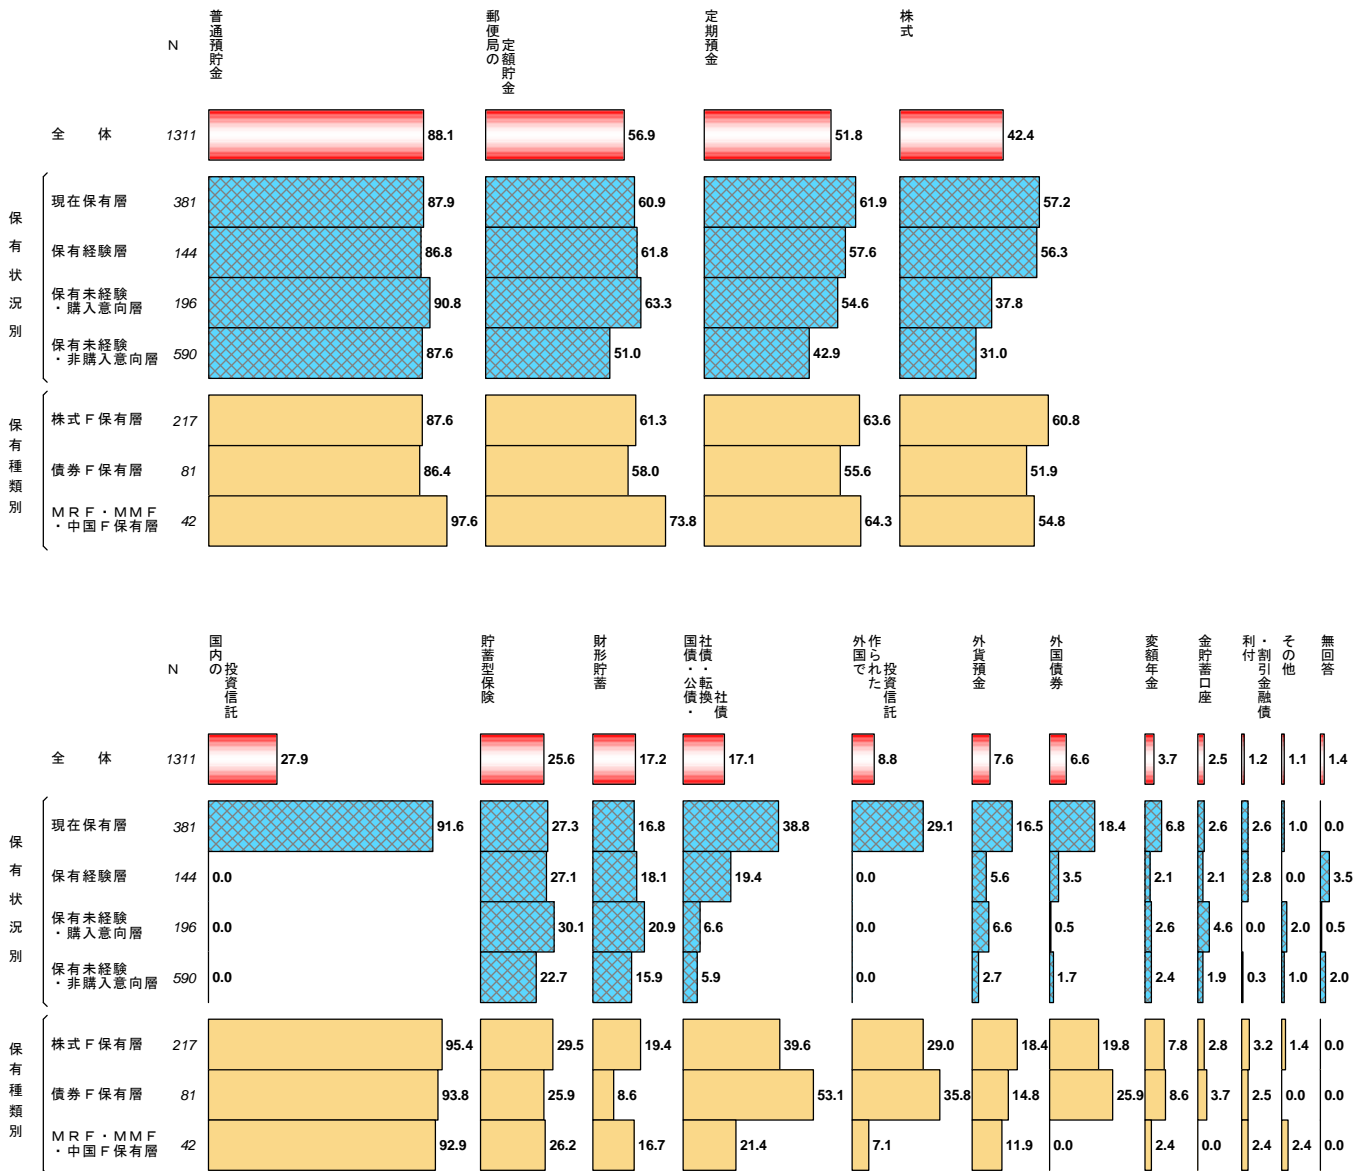 N
普通預貯金
郵便局の
定額貯金
定期預金
株式
全 体 1311 88.1 56.9 51.8 42.4
保有状況別
現在保有層 381 87.9 60.9 61.9 57.2
保有経験層 144 86.8 61.8 57.6 56.3
保有未経験
・購入意向層 196 90.8 63.3 54.6 37.8
保有未経験
・非購入意向層 590 87.6 51.0 42.9 31.0
保有種類別
株式F保有層 217 87.6 61.3 63.6 60.8
債券F保有層 81 86.4 58.0 55.6 51.9
MRF・MMF
・中国F保有層 42 97.6 73.8 64.3 54.8
N
国内の
投資信託
貯蓄型保険
財形貯蓄
国債・公債・
社債・転換
社債
外国で
作られた
投資信託
外貨預金
外国債券
変額年金
金貯蓄口座
利付
・割引金融債
その他
無回答
全 体 1311 27.9 25.6 17.2 17.1 8.8 7.6 6.6 3.7 2.5 1.2 1.1 1.4
保有状況別
現在保有層 381 91.6 27.3 16.8 38.8 29.1 16.5 18.4 6.8 2.6 2.6 1.0 0.0
保有経験層 144 0.0 27.1 18.1 19.4 0.0 5.6 3.5 2.1 2.1 2.8 0.0 3.5
保有未経験
・購入意向層 196 0.0 30.1 20.9 6.6 0.0 6.6 0.5 2.6 4.6 0.0 2.0 0.5
保有未経験
・非購入意向層 590 0.0 22.7 15.9 5.9 0.0 2.7 1.7 2.4 1.9 0.3 1.0 2.0
保有種類別
株式F保有層 217 95.4 29.5 19.4 39.6 29.0 18.4 19.8 7.8 2.8 3.2 1.4 0.0
債券F保有層 81 93.8 25.9 8.6 53.1 35.8 14.8 25.9 8.6 3.7 2.5 0.0 0.0
MRF・MMF
・中国F保有層 42 92.9 26.2 16.7 21.4 7.1 11.9 0.0 2.4 0.0 2.4 2.4 0.0